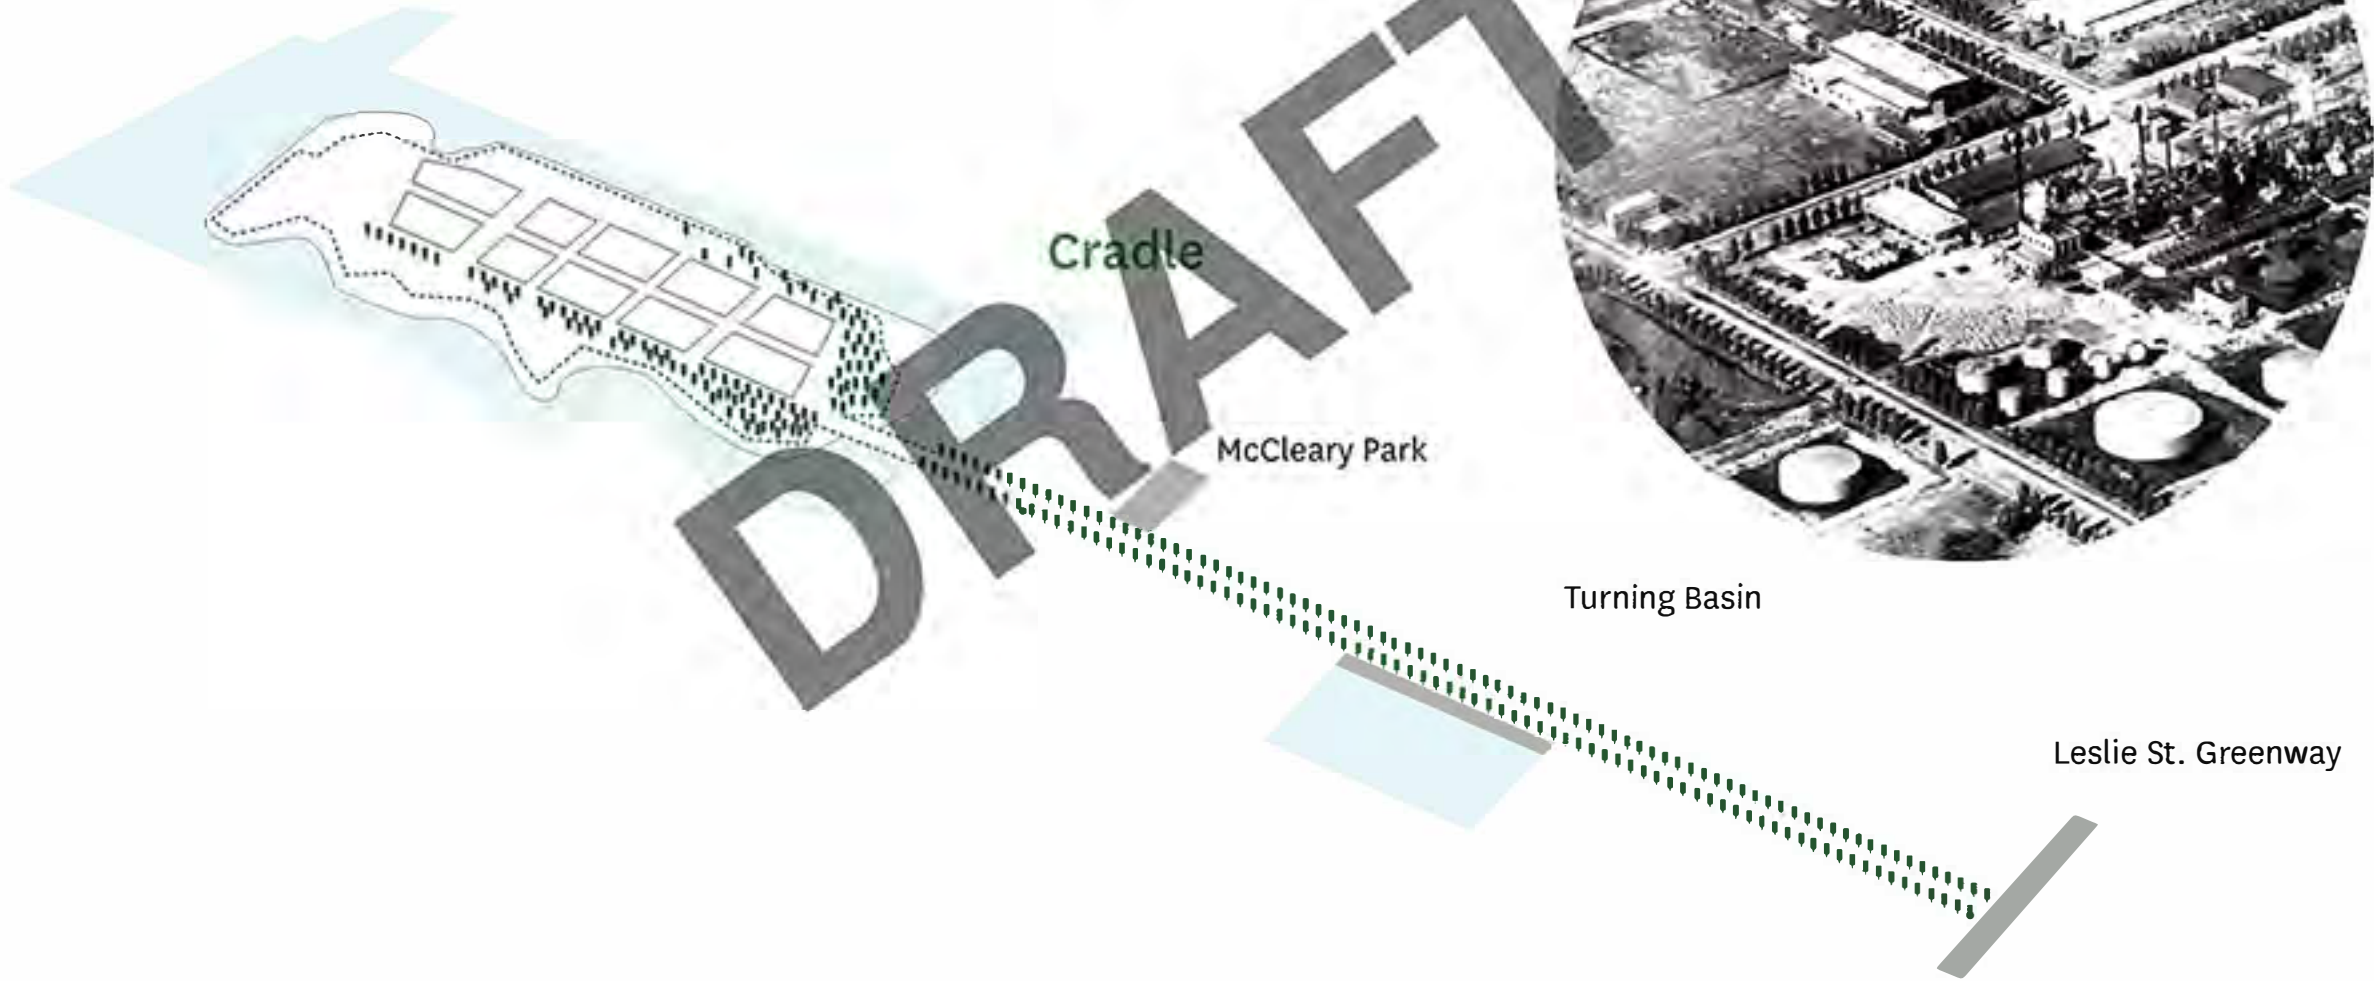 DRAFT
Cradle
McCleary Park
Turning Basin
Leslie St. Greenway